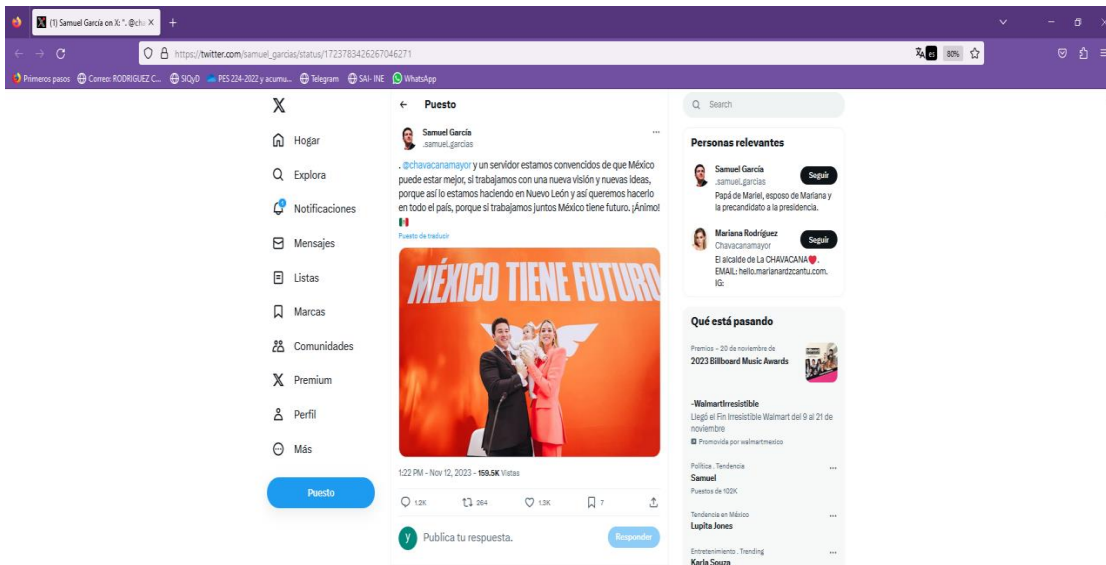 (1) Samuel García on X: ". @chu
https://twitter.com/samuel_garcias/status/1723783426267046271
es
80%
Primeros pasos
Correo: RODRIGUEZ C...
SIQyD
PES 224-2022 y acumu...
Telegram
SAI- INE
WhatsApp
Hogar
Explora
Notificaciones
Mensajes
Listas
Marcas
Comunidades
Premium
Perfil
Más
Puesto
Puesto
Samuel García
.samuel.garcias
. @chavacanamayor y un servidor estamos convencidos de que México
puede estar mejor, si trabajamos con una nueva visión y nuevas ideas,
porque así lo estamos haciendo en Nuevo León y así queremos hacerlo
en todo el país, porque si trabajamos juntos México tiene futuro. ¡Ánimo!
Puesto de traducir
MÉXICO TIENE FUTURO
1:22 PM - Nov 12, 2023 - 159.5K Vistas
1.2K
264
1.3K
7
y
Publica tu respuesta.
Responder
Search
Personas relevantes
Samuel García
.samuel.garcias
Seguir
Papá de Mariel, esposo de Mariana y
la precandidato a la presidencia.
Mariana Rodríguez
Chavacanamayor
Seguir
El alcalde de La CHAVACANA.
EMAIL: hello.marianardzcantu.com.
IG:
Qué está pasando
Premios – 20 de noviembre de
2023 Billboard Music Awards
-WalmartIrresistible
Llegó el Fin Irresistible Walmart del 9 al 21 de
noviembre
Promovida por walmartmexico
Política . Tendencia
Samuel
Puestos de 102K
Tendencia en México
Lupita Jones
Entretenimiento . Trending
Karla Souza